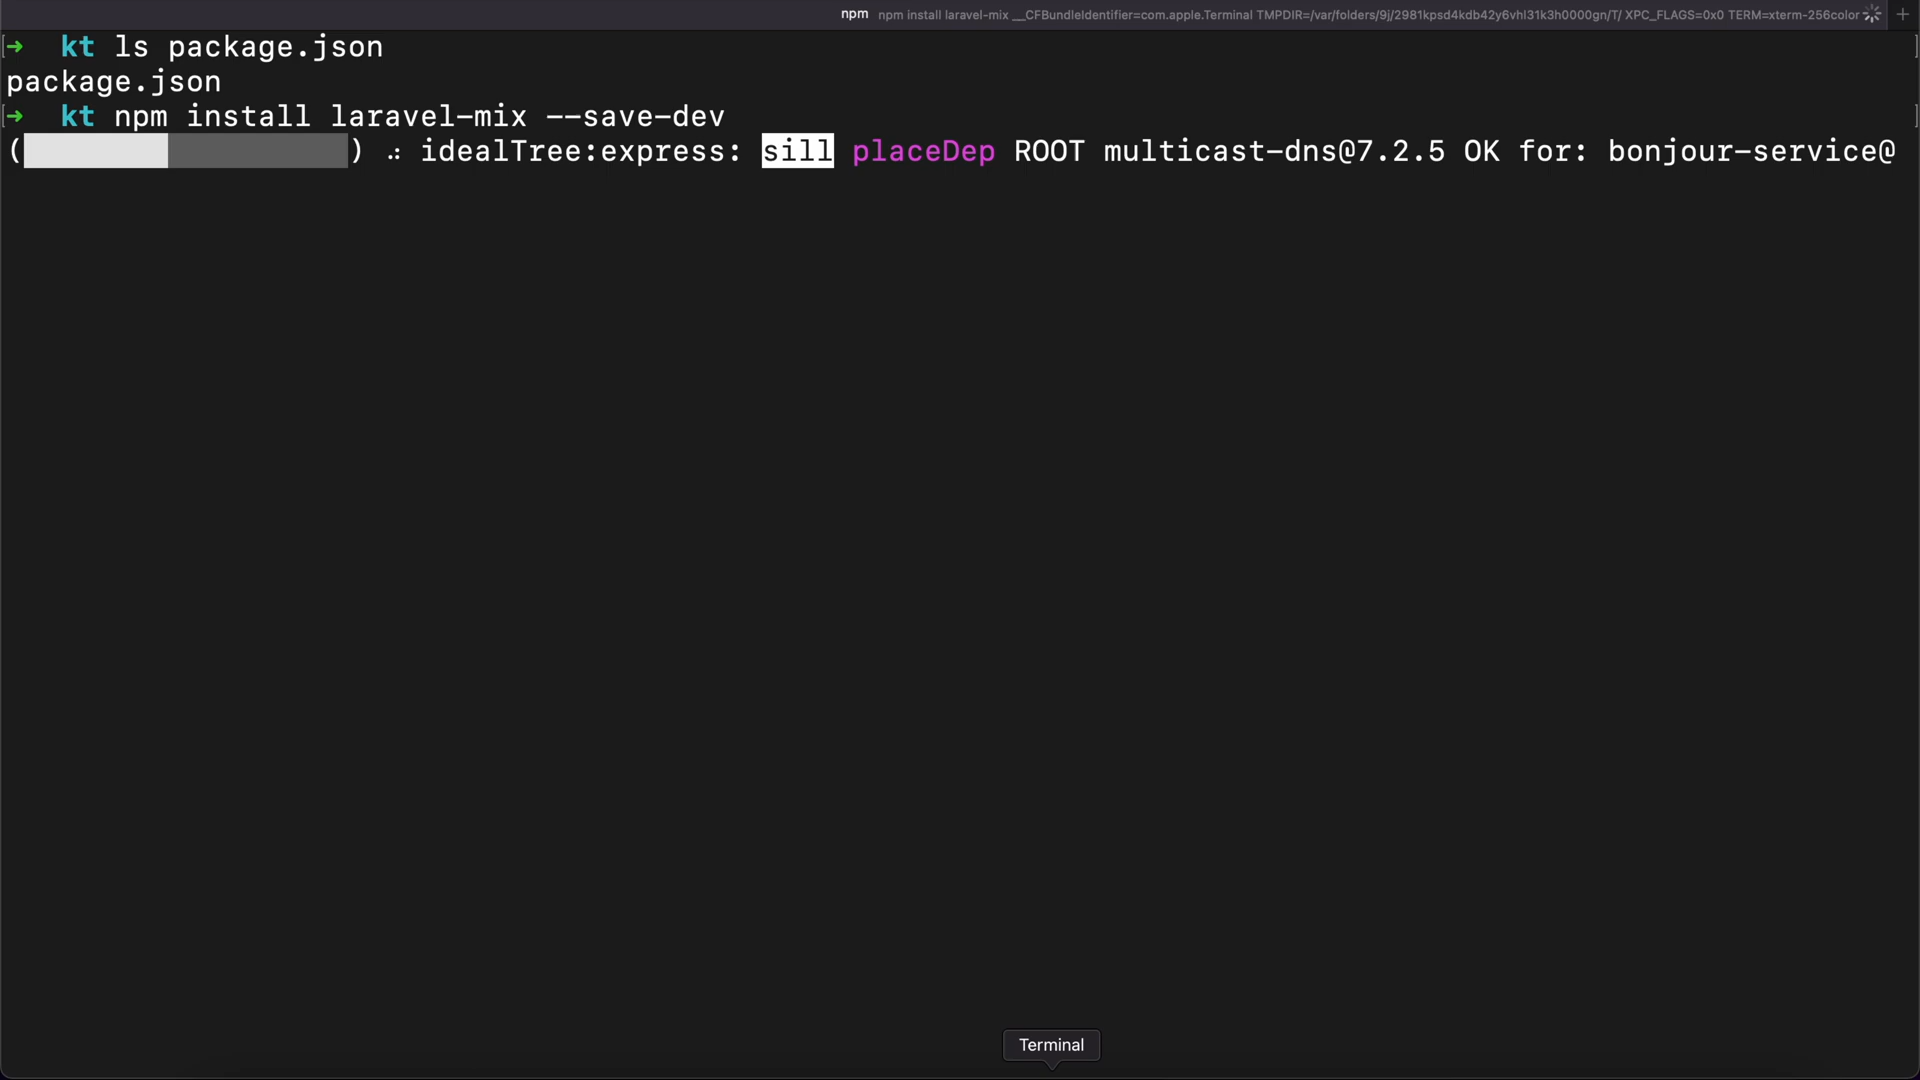 npm npm install laravel-mix __CFBundleIdentifier=com.apple.Terminal TMPDIR=/var/folders/9j/2981kpsd4kdb42y6vhl31k3h0000gn/T/ XPC_FLAGS=0x0 TERM=xterm-256color +
[➜ kt ls package.json ]
package.json
[➜ kt npm install laravel-mix --save-dev ]
( ) ⠴ idealTree:express: sill placeDep ROOT multicast-dns@7.2.5 OK for: bonjour-service@
Terminal